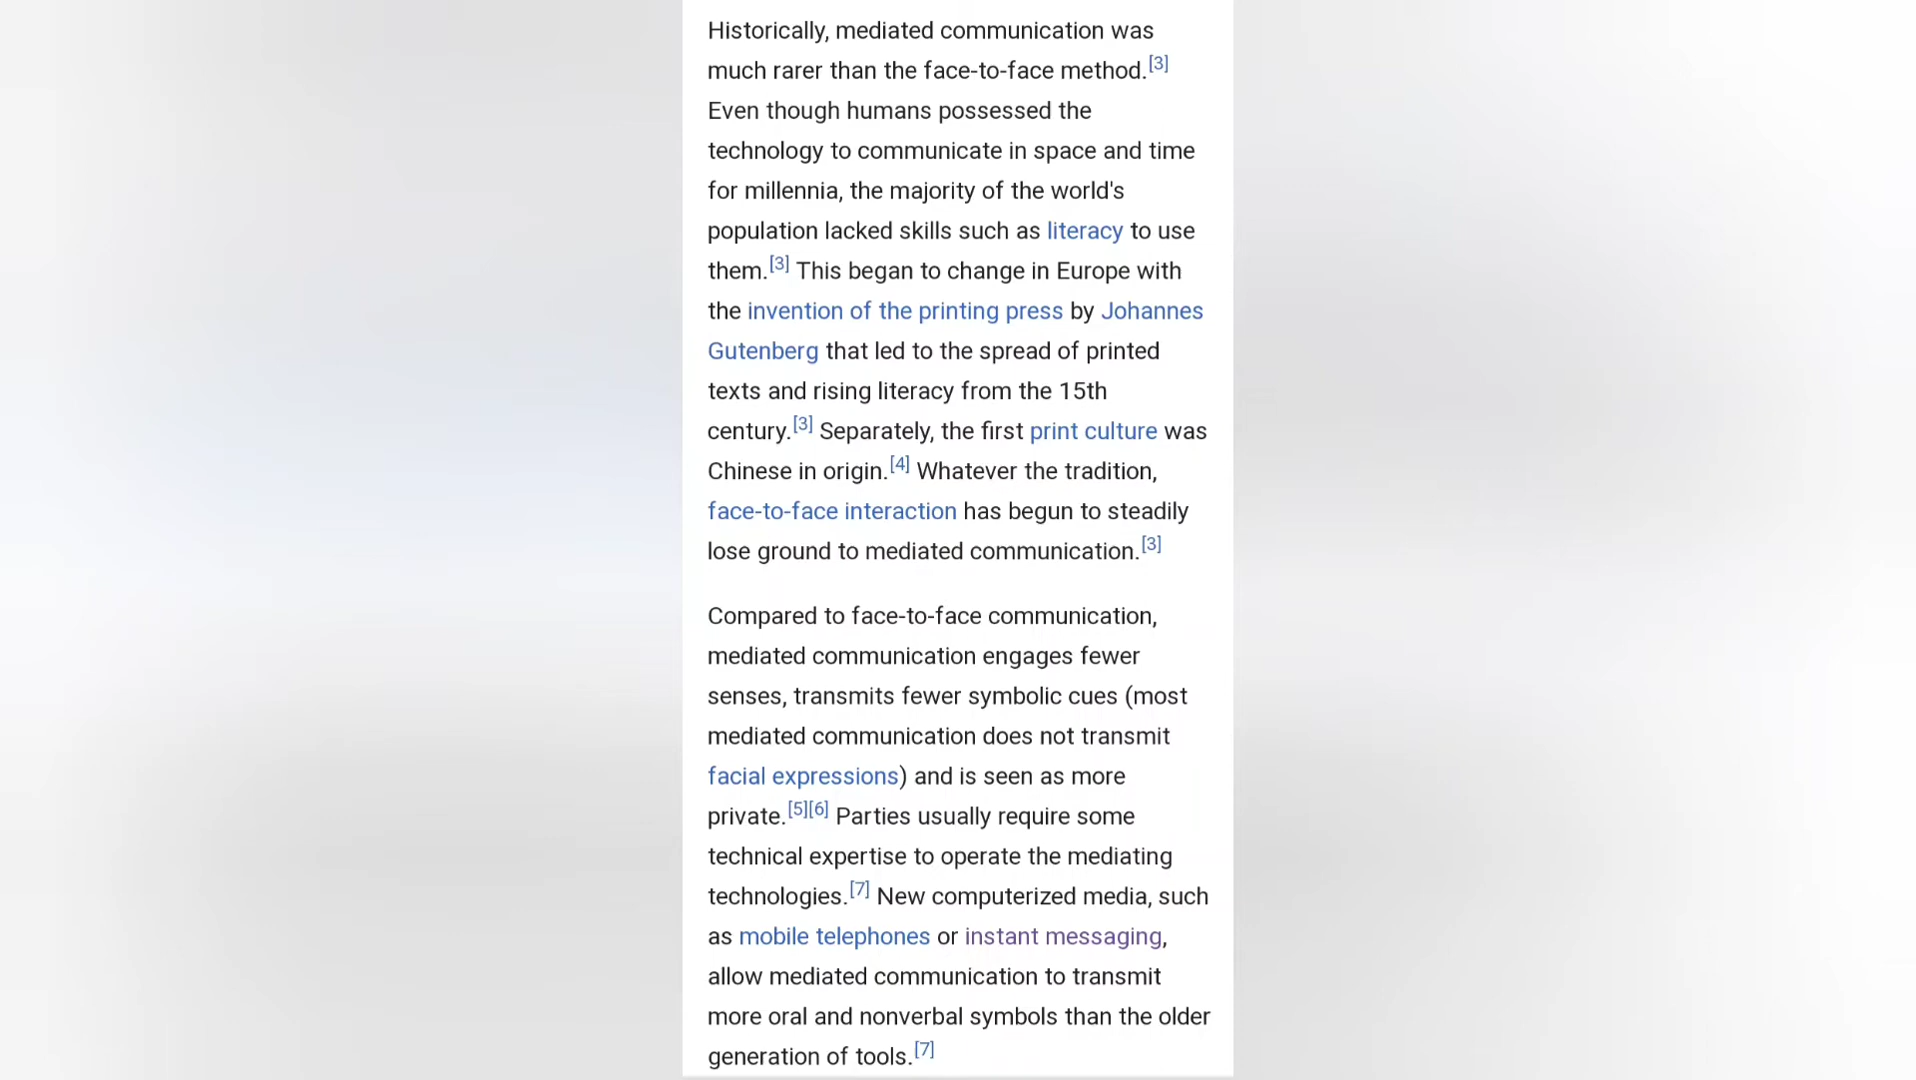 Historically, mediated communication was
much rarer than the face-to-face method.[3]
Even though humans possessed the
technology to communicate in space and time
for millennia, the majority of the world's
population lacked skills such as literacy to use
them.[3] This began to change in Europe with
the invention of the printing press by Johannes
Gutenberg that led to the spread of printed
texts and rising literacy from the 15th
century.[3] Separately, the first print culture was
Chinese in origin.[4] Whatever the tradition,
face-to-face interaction has begun to steadily
lose ground to mediated communication.[3]
Compared to face-to-face communication,
mediated communication engages fewer
senses, transmits fewer symbolic cues (most
mediated communication does not transmit
facial expressions) and is seen as more
private.[5][6] Parties usually require some
technical expertise to operate the mediating
technologies.[7] New computerized media, such
as mobile telephones or instant messaging,
allow mediated communication to transmit
more oral and nonverbal symbols than the older
generation of tools.[7]